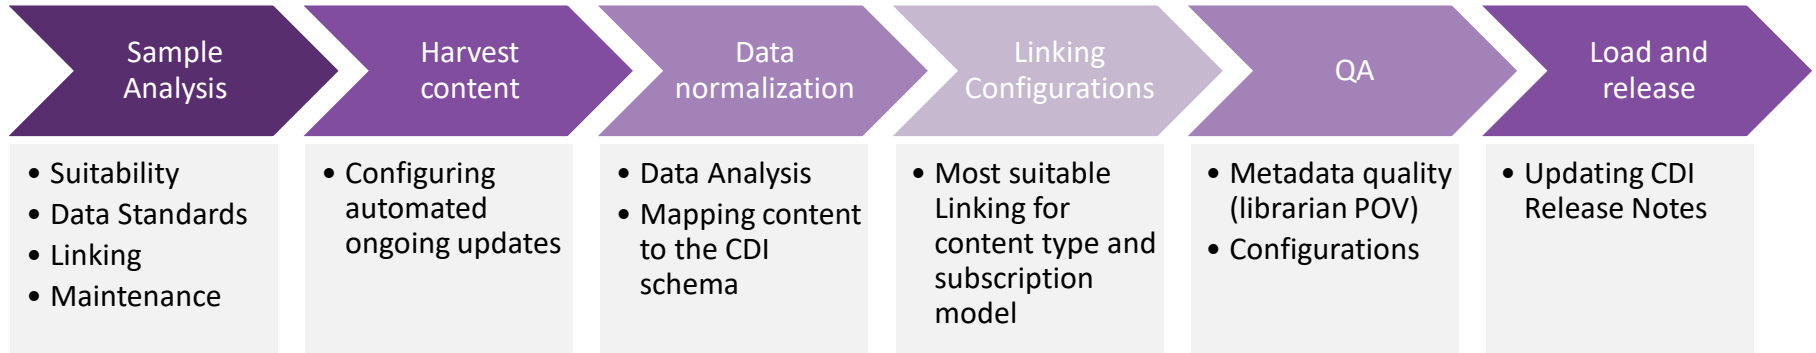 Sample
Analysis
• Suitability
• Data Standards
• Linking
• Maintenance
Harvest
content
• Configuring
automated
ongoing updates
Data
normalization
• Data Analysis
• Mapping content
to the CDI
schema
Linking
Configurations
• Most suitable
Linking for
content type and
subscription
model
QA
• Metadata quality
(librarian POV)
• Configurations
Load and
release
• Updating CDI
Release Notes